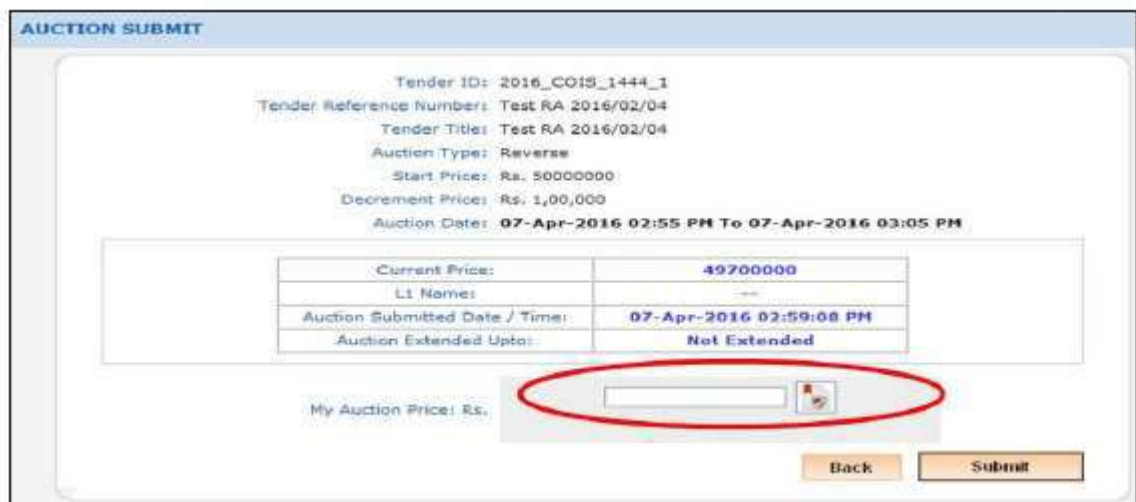 AUCTION SUBMIT
Tender ID: 2016_COIS_1444_1
Tender Reference Number: Test RA 2016/02/04
Tender Title: Test RA 2016/02/04
Auction Type: Reverse
Start Price: Rs. 50000000
Decrement Price: Rs. 1,00,000
Auction Date: 07-Apr-2016 02:55 PM To 07-Apr-2016 03:05 PM
Current Price: 49700000
L1 Name: --
Auction Submitted Date / Time: 07-Apr-2016 02:59:08 PM
Auction Extended Upto: Not Extended
My Auction Price: Rs.
Back Submit